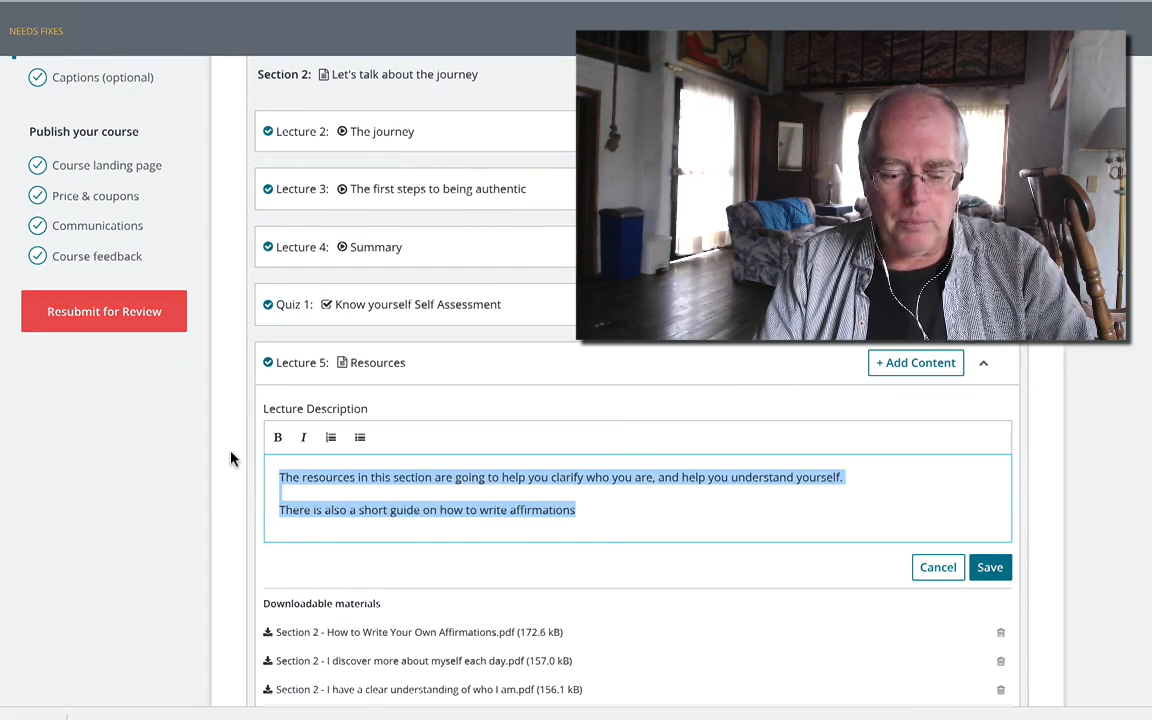 NEEDS FIXES
Captions (optional)
Publish your course
Course landing page
Price & coupons
Communications
Course feedback
Resubmit for Review
Section 2: Let's talk about the journey
Lecture 2: The journey
Lecture 3: The first steps to being authentic
Lecture 4: Summary
Quiz 1: Know yourself Self Assessment
Lecture 5: Resources
+ Add Content
Lecture Description
B I
The resources in this section are going to help you clarify who you are, and help you understand yourself.
There is also a short guide on how to write affirmations
Cancel Save
Downloadable materials
Section 2 - How to Write Your Own Affirmations.pdf (172.6 kB)
Section 2 - I discover more about myself each day.pdf (157.0 kB)
Section 2 - I have a clear understanding of who I am.pdf (156.1 kB)